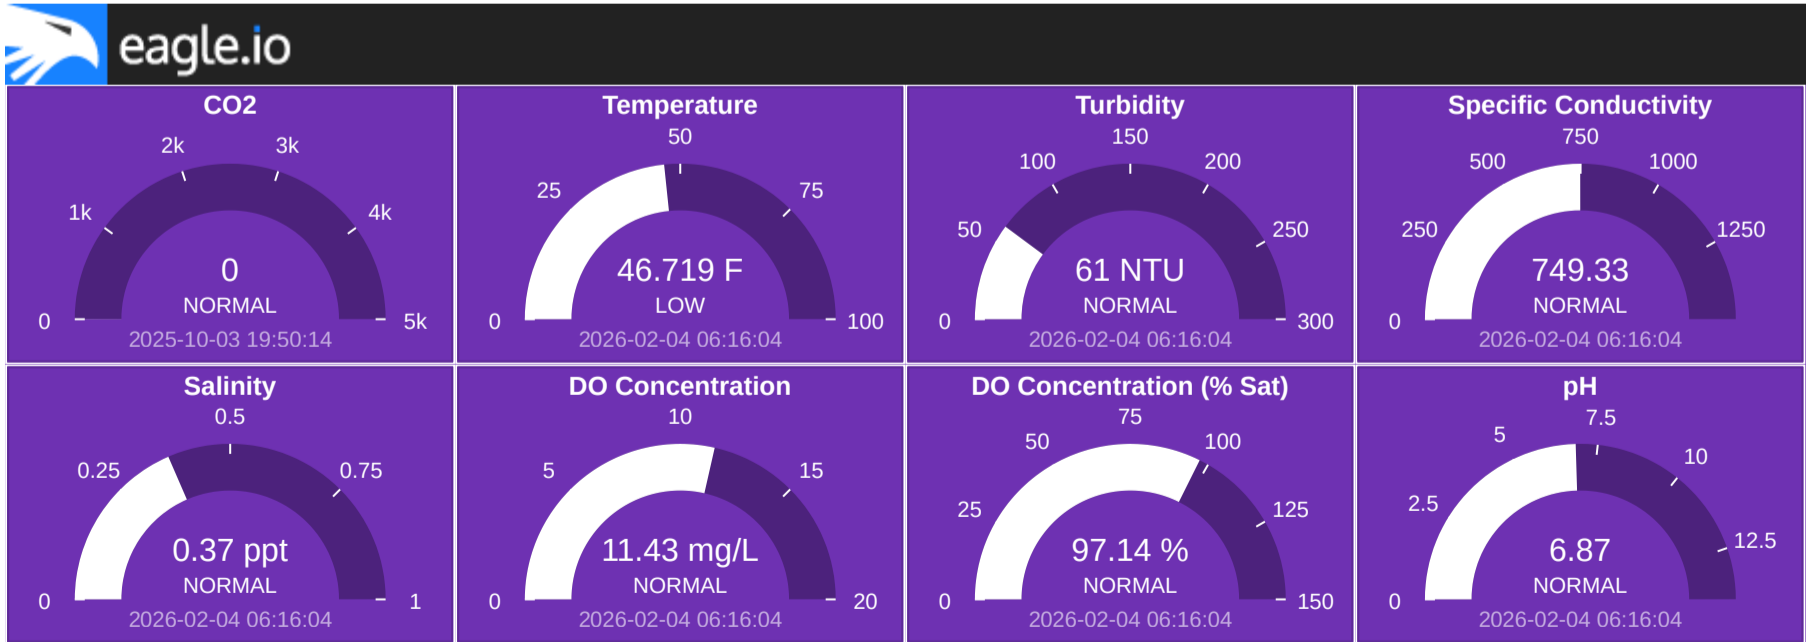 eagle.io
CO2
2k
3k
1k
4k
0
NORMAL
0
5k
2025-10-03 19:50:14
Temperature
50
25
75
46.719 F
LOW
0
100
2026-02-04 06:16:04
Turbidity
150
100
200
50
250
61 NTU
NORMAL
0
300
2026-02-04 06:16:04
Specific Conductivity
750
500
1000
250
1250
749.33
NORMAL
0
2026-02-04 06:16:04
Salinity
0.5
0.25
0.75
0.37 ppt
NORMAL
0
1
2026-02-04 06:16:04
DO Concentration
10
5
15
11.43 mg/L
NORMAL
0
20
2026-02-04 06:16:04
DO Concentration (% Sat)
75
50
100
25
125
97.14 %
NORMAL
0
150
2026-02-04 06:16:04
pH
7.5
5
10
2.5
12.5
6.87
NORMAL
0
2026-02-04 06:16:04